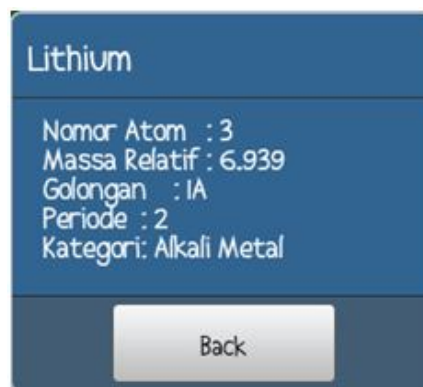 Lithium
Nomor Atom : 3
Massa Relatif : 6.939
Golongan : IA
Periode : 2
Kategori: Alkali Metal
Back